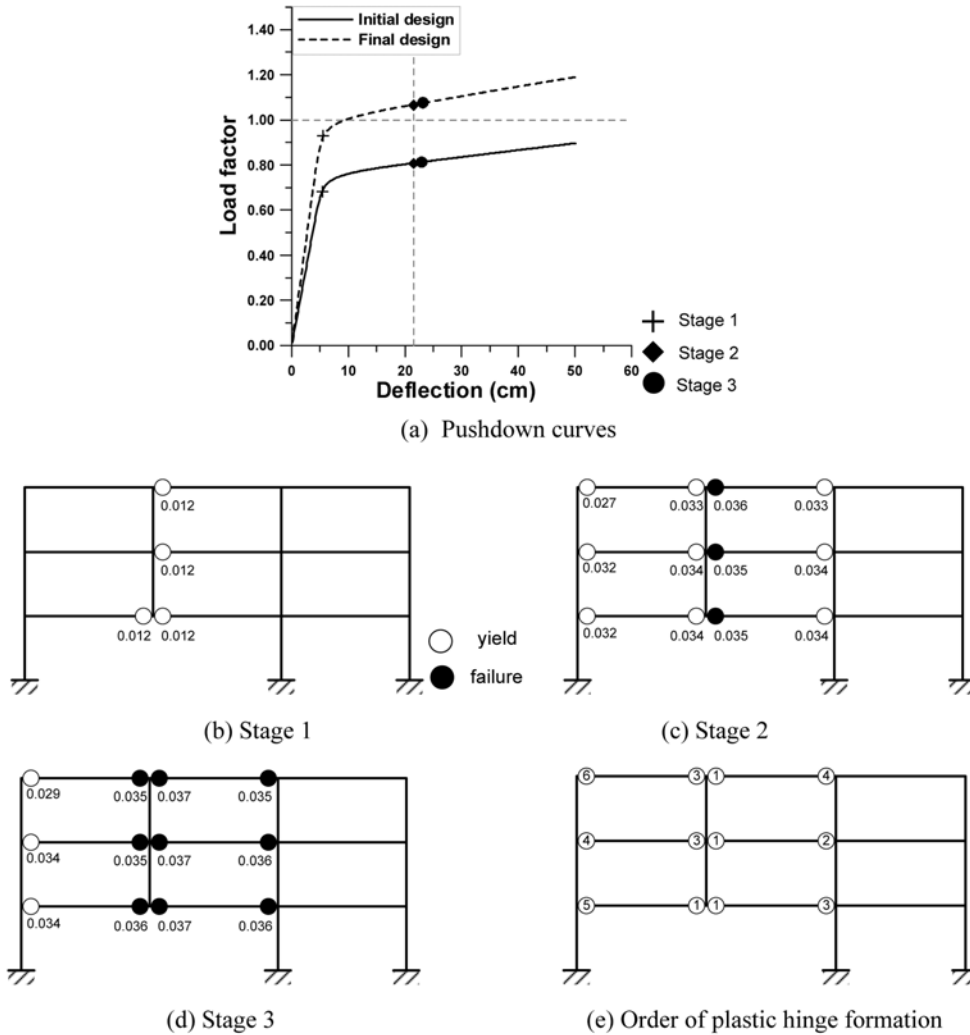 Initial design
Final design
1.40
1.20
1.00
0.80
0.60
0.40
0.20
0.00
Load factor
0 10 20 30 40 50 60
Deflection (cm)
Stage 1
Stage 2
Stage 3
(a) Pushdown curves
0.012
0.012
0.012 0.012
yield
failure
(b) Stage 1
0.027 0.033 0.036 0.033
0.032 0.034 0.035 0.034
0.032 0.034 0.035 0.034
(c) Stage 2
0.029 0.035 0.037 0.035
0.034 0.035 0.037 0.036
0.034 0.036 0.037 0.036
(d) Stage 3
6 3 1 4
4 3 1 2
5 1 1 3
(e) Order of plastic hinge formation